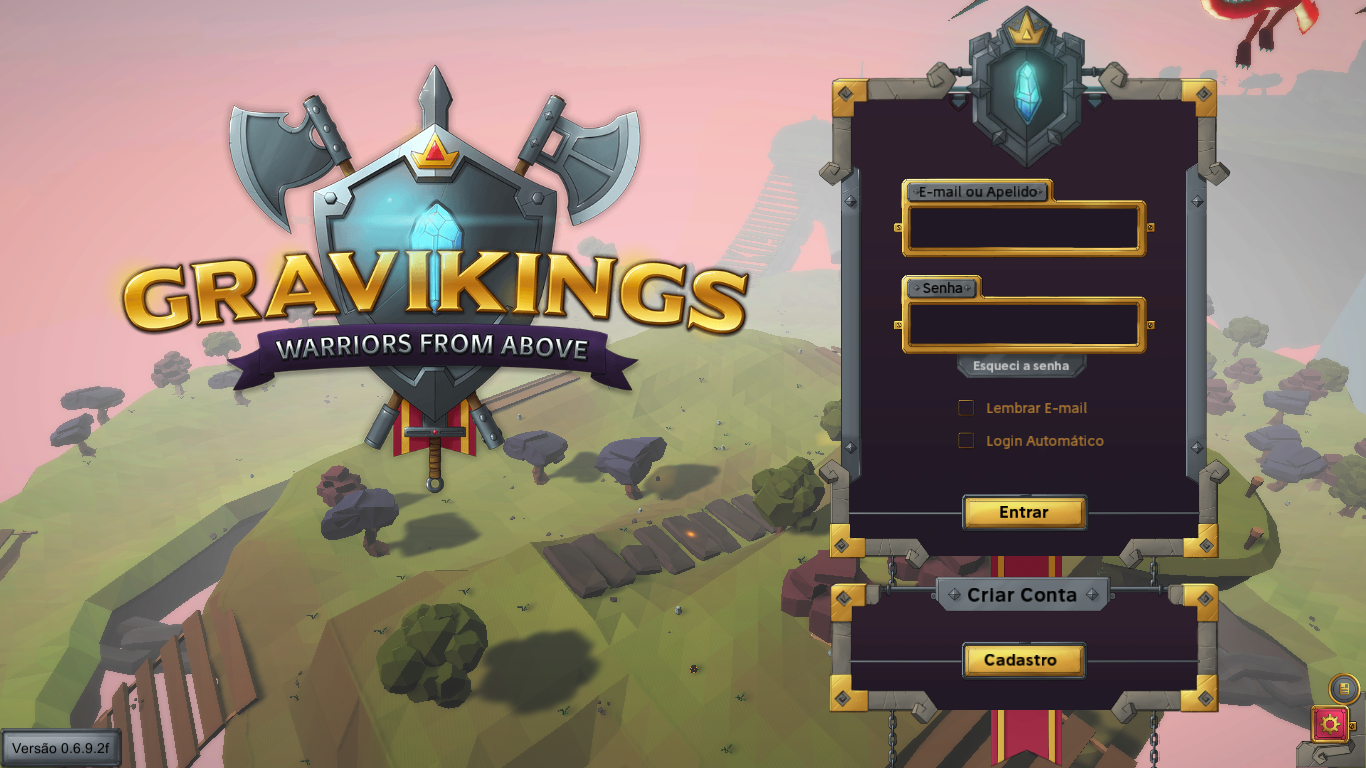 GRAVIKINGS
WARRIORS FROM ABOVE
E-mail ou Apelido
Senha
Esqueci a senha
Lembrar E-mail
Login Automático
Entrar
Criar Conta
Cadastro
Versão 0.6.9.2f